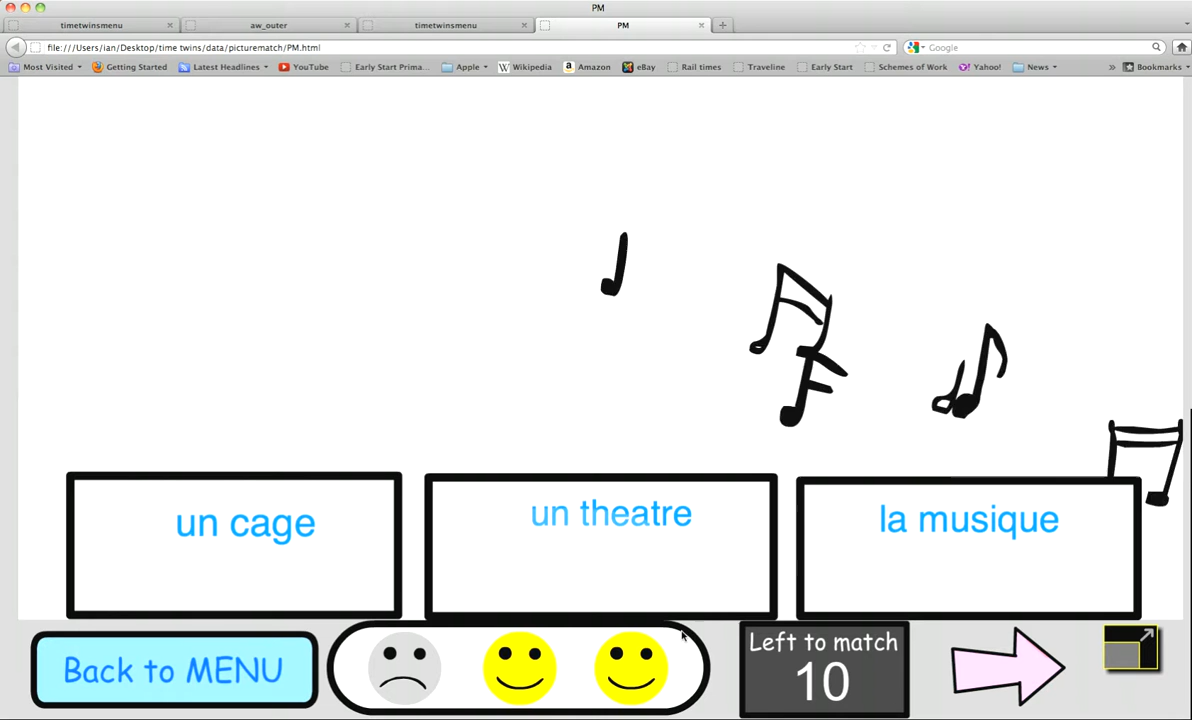 PM
timetwinsmenu
aw_outer
timetwinsmenu
PM
file:///Users/ian/Desktop/time twins/data/picturematch/PM.html
Google
Most Visited
Getting Started
Latest Headlines
YouTube
Early Start Prima...
Apple
Wikipedia
Amazon
eBay
Rail times
Traveline
Early Start
Schemes of Work
Yahoo!
News
»
Bookmarks
un cage
un theatre
la musique
Back to MENU
Left to match
10